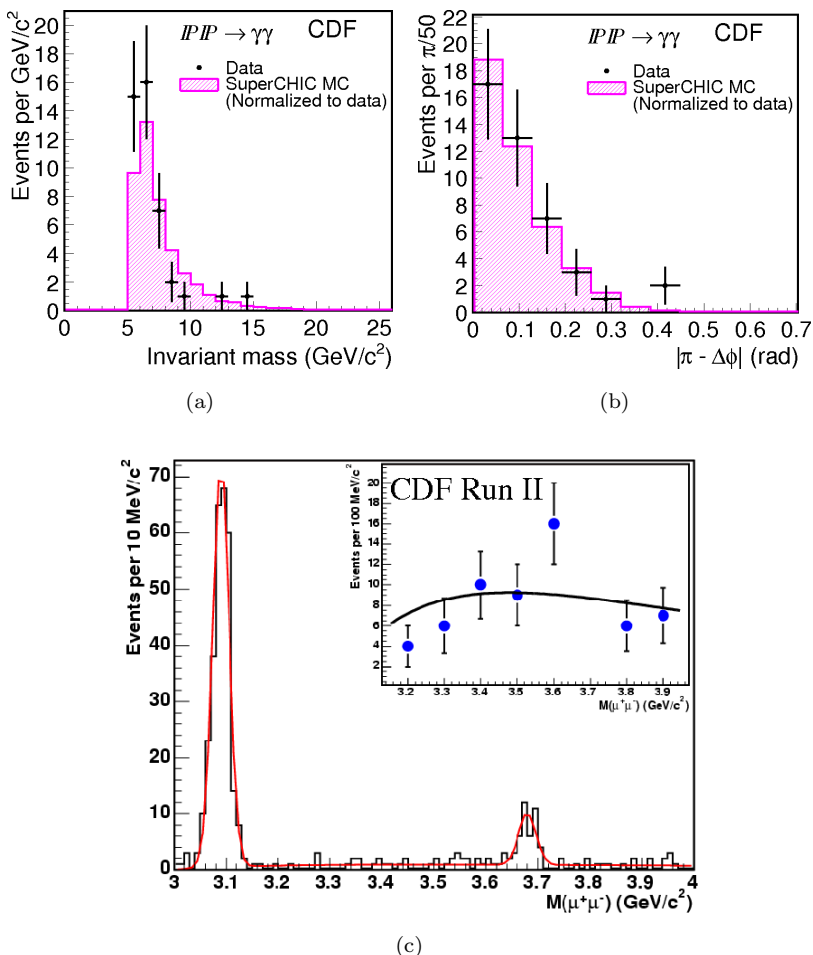 Events per GeV/c²
20
18
16
14
12
10
8
6
4
2
0
IPIP → γγ CDF
Data
SuperCHIC MC
(Normalized to data)
0 5 10 15 20 25
Invariant mass (GeV/c²)
(a)
Events per π/50
22
20
18
16
14
12
10
8
6
4
2
0
IPIP → γγ CDF
Data
SuperCHIC MC
(Normalized to data)
0 0.1 0.2 0.3 0.4 0.5 0.6 0.7
|π - Δϕ| (rad)
(b)
Events per 10 MeV/c²
70
60
50
40
30
20
10
0
3 3.1 3.2 3.3 3.4 3.5 3.6 3.7 3.8 3.9 4
M(μ⁺μ⁻) (GeV/c²)
CDF Run II
Events per 100 MeV/c²
20
18
16
14
12
10
8
6
4
2
3.2 3.3 3.4 3.5 3.6 3.7 3.8 3.9
M(μ⁺μ⁻) (GeV/c²)
(c)